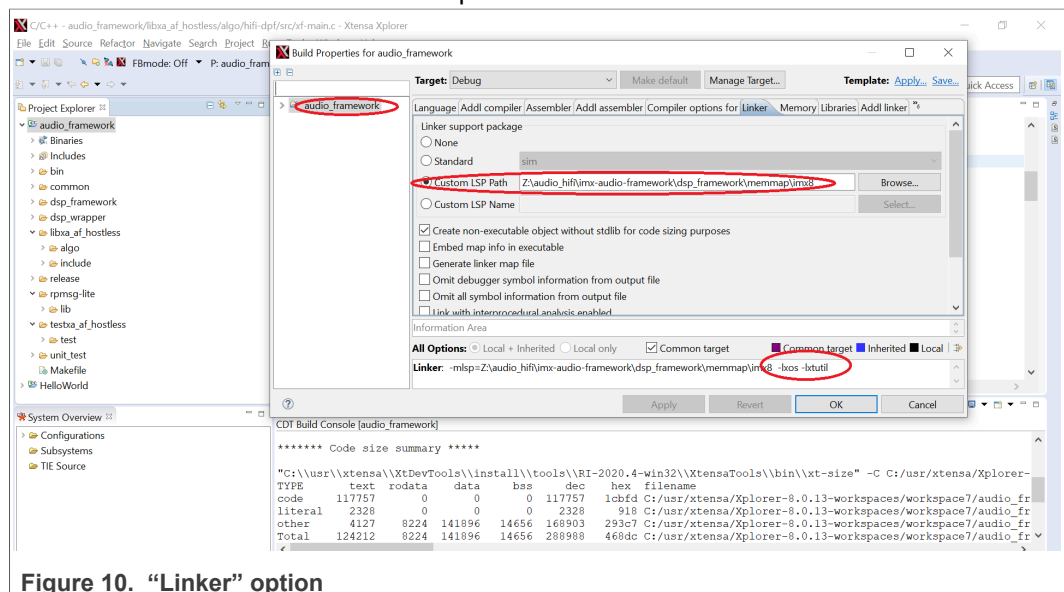 C/C++ - audio_framework/libxa_af_hostless/algo/hifi-dpf/src/xf-main.c - Xtensa Xplorer
File Edit Source Refactor Navigate Search Project
FBmode: Off P: audio_fram
Quick Access
Project Explorer
audio_framework
Binaries
Includes
bin
common
dsp_framework
dsp_wrapper
libxa_af_hostless
algo
include
release
rpmsg-lite
lib
testxa_af_hostless
test
unit_test
Makefile
HelloWorld
System Overview
Configurations
Subsystems
TIE Source
Build Properties for audio_framework
audio_framework
Target: Debug Make default Manage Target... Template: Apply... Save...
Language Addl compiler Assembler Addl assembler Compiler options for Linker Memory Libraries Addl linker »6
Linker support package
None
Standard sim
Custom LSP Path Z:\audio_hifi\imx-audio-framework\dsp_framework\memmap\imx8 Browse...
Custom LSP Name Select...
Create non-executable object without stdlib for code sizing purposes
Embed map info in executable
Generate linker map file
Omit debugger symbol information from output file
Omit all symbol information from output file
Link with interprocedural analysis enabled
Information Area
All Options: Local + Inherited Local only Common target Common target Inherited Local
Linker: -mlsp=Z:\audio_hifi\imx-audio-framework\dsp_framework\memmap\imx8 -lxos -lxtutil
Apply Revert OK Cancel
CDT Build Console [audio_framework]
******* Code size summary *****
"C:\\usr\\xtensa\\XtDevTools\\install\\tools\\RI-2020.4-win32\\XtensaTools\\bin\\xt-size" -C C:/usr/xtensa/Xplorer-
TYPE text rodata data bss dec hex filename
code 117757 0 0 0 117757 1cbfd C:/usr/xtensa/Xplorer-8.0.13-workspaces/workspace7/audio_fr
literal 2328 0 0 0 2328 918 C:/usr/xtensa/Xplorer-8.0.13-workspaces/workspace7/audio_fr
other 4127 8224 141896 14656 168903 293c7 C:/usr/xtensa/Xplorer-8.0.13-workspaces/workspace7/audio_fr
Total 124212 8224 141896 14656 288988 468dc C:/usr/xtensa/Xplorer-8.0.13-workspaces/workspace7/audio_fr
Figure 10. “Linker” option